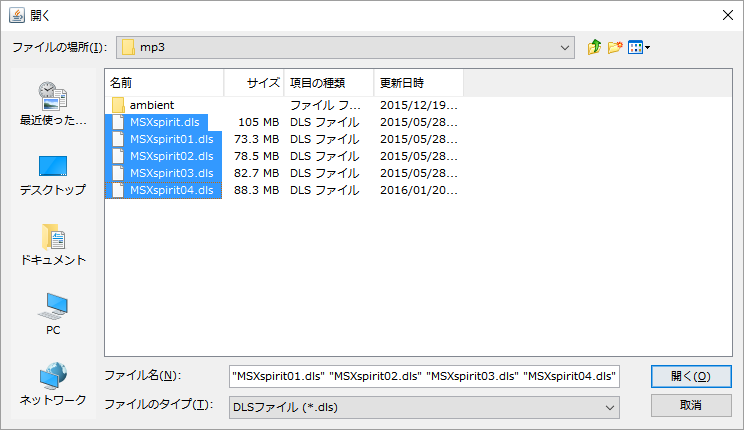 開く
ファイルの場所(I):
mp3
最近使った...
デスクトップ
ドキュメント
PC
ネットワーク
名前 サイズ 項目の種類 更新日時
ambient ファイル フ... 2015/12/19...
MSXspirit.dls 105 MB DLS ファイル 2015/05/28...
MSXspirit01.dls 73.3 MB DLS ファイル 2015/05/28...
MSXspirit02.dls 78.5 MB DLS ファイル 2015/05/28...
MSXspirit03.dls 82.7 MB DLS ファイル 2015/05/28...
MSXspirit04.dls 88.3 MB DLS ファイル 2016/01/20...
ファイル名(N): "MSXspirit01.dls" "MSXspirit02.dls" "MSXspirit03.dls" "MSXspirit04.dls" 開く(O)
ファイルのタイプ(T): DLSファイル (*.dls) 取消